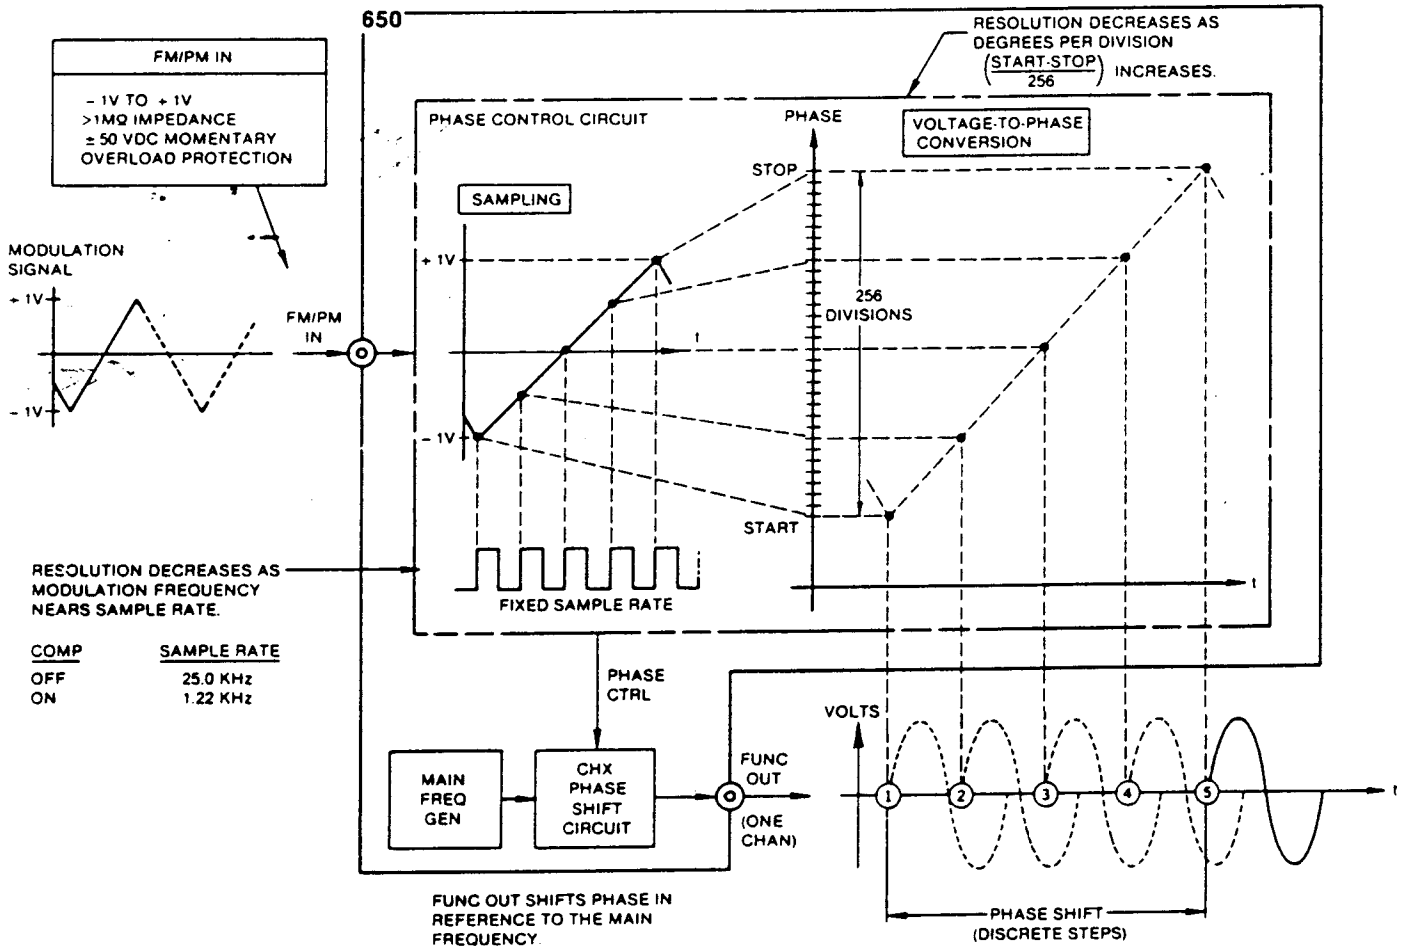 650
RESOLUTION DECREASES AS
DEGREES PER DIVISION
(START-STOP
256) INCREASES.
FM/PM IN
- 1V TO + 1V
>1MΩ IMPEDANCE
± 50 VDC MOMENTARY
OVERLOAD PROTECTION
PHASE CONTROL CIRCUIT
PHASE
VOLTAGE-TO-PHASE
CONVERSION
STOP
SAMPLING
MODULATION
SIGNAL
+ 1V
- 1V
FM/PM
IN
+ 1V
t
- 1V
256
DIVISIONS
START
t
FIXED SAMPLE RATE
RESOLUTION DECREASES AS
MODULATION FREQUENCY
NEARS SAMPLE RATE.
COMP SAMPLE RATE
OFF 25.0 KHz
ON 1.22 KHz
PHASE
CTRL
MAIN
FREQ
GEN
CHX
PHASE
SHIFT
CIRCUIT
FUNC
OUT
(ONE
CHAN)
VOLTS
1 2 3 4 5
t
PHASE SHIFT
(DISCRETE STEPS)
FUNC OUT SHIFTS PHASE IN
REFERENCE TO THE MAIN
FREQUENCY.